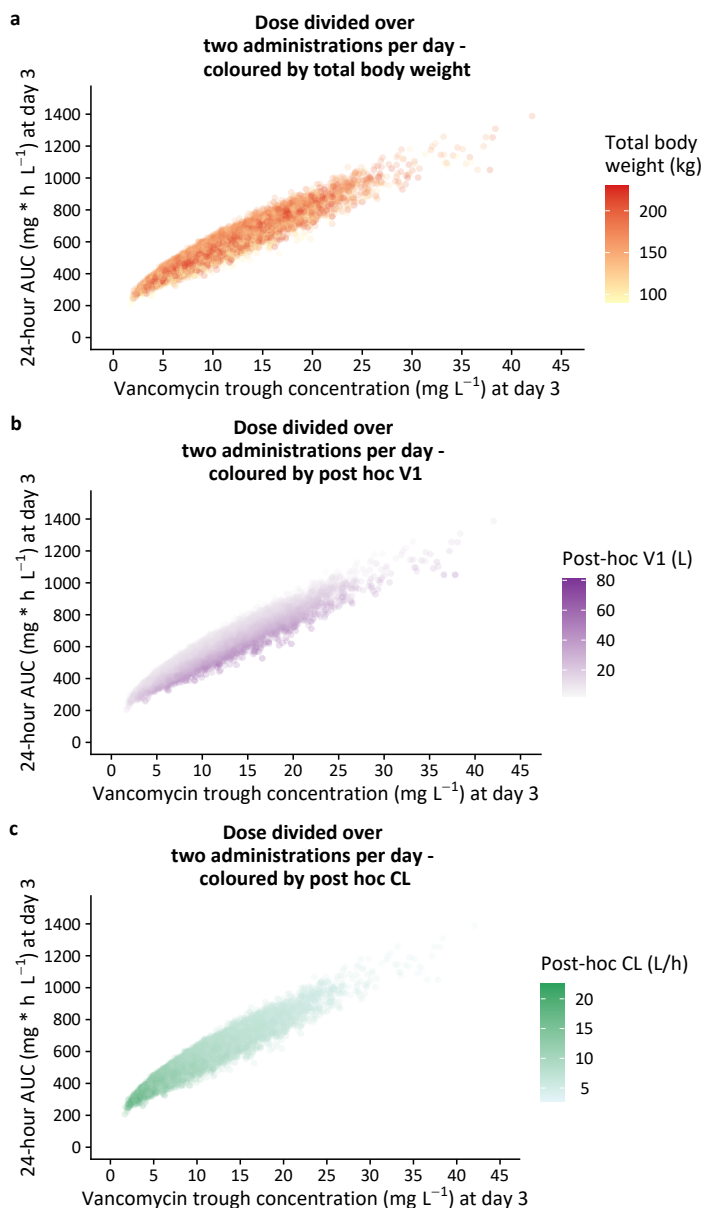 a
Dose divided over
two administrations per day -
coloured by total body weight
24-hour AUC (mg * h L⁻¹) at day 3
1400
1200
1000
800
600
400
200
0
0 5 10 15 20 25 30 35 40 45
Vancomycin trough concentration (mg L⁻¹) at day 3
Total body
weight (kg)
200
150
100
b
Dose divided over
two administrations per day -
coloured by post hoc V1
24-hour AUC (mg * h L⁻¹) at day 3
1400
1200
1000
800
600
400
200
0
0 5 10 15 20 25 30 35 40 45
Vancomycin trough concentration (mg L⁻¹) at day 3
Post-hoc V1 (L)
80
60
40
20
c
Dose divided over
two administrations per day -
coloured by post hoc CL
24-hour AUC (mg * h L⁻¹) at day 3
1400
1200
1000
800
600
400
200
0
0 5 10 15 20 25 30 35 40 45
Vancomycin trough concentration (mg L⁻¹) at day 3
Post-hoc CL (L/h)
20
15
10
5